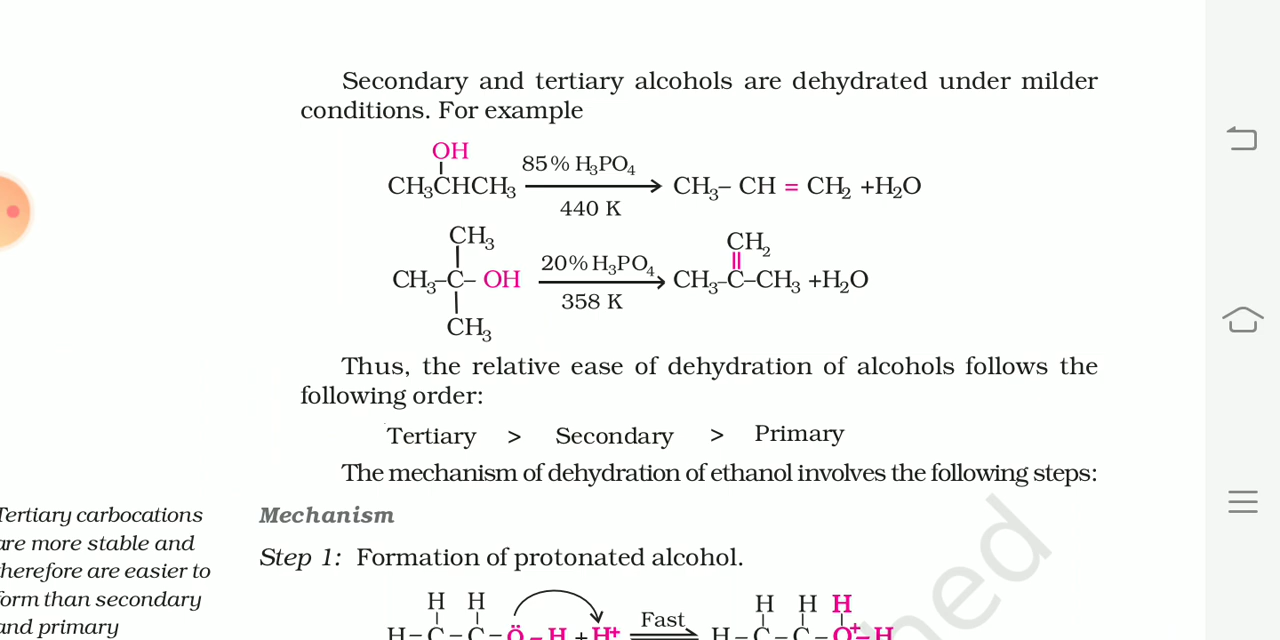 Secondary and tertiary alcohols are dehydrated under milder
conditions. For example
OH
85% H₃PO₄
CH₃CHCH₃ → CH₃– CH = CH₂ +H₂O
440 K
CH₃
CH₂
20% H₃PO₄
CH₃–C– OH → CH₃–C–CH₃ +H₂O
358 K
CH₃
Thus, the relative ease of dehydration of alcohols follows the
following order:
Tertiary > Secondary > Primary
The mechanism of dehydration of ethanol involves the following steps:
Tertiary carbocations
are more stable and
therefore are easier to
form than secondary
and primary
Mechanism
Step 1: Formation of protonated alcohol.
H H H H H
Fast
H–C–C–Ö–H +H⁺ ⇌ H–C–C–O⁺–H